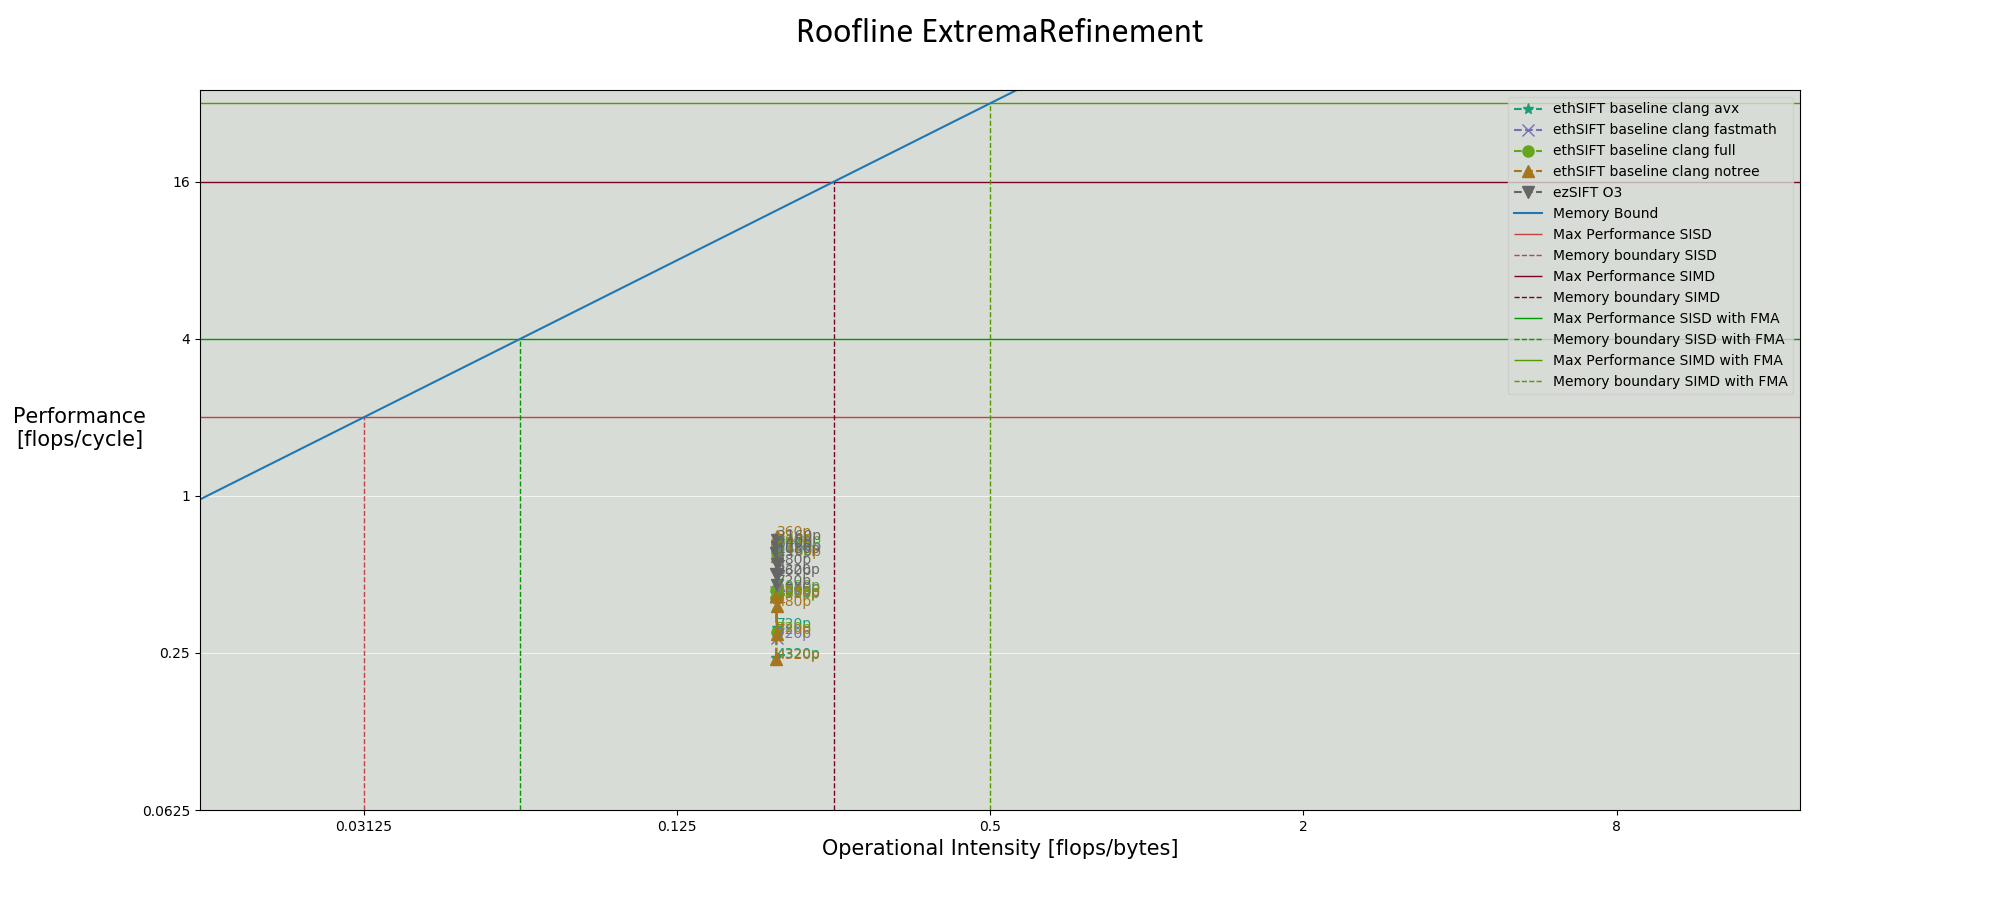 Roofline ExtremaRefinement
ethSIFT baseline clang avx
ethSIFT baseline clang fastmath
ethSIFT baseline clang full
ethSIFT baseline clang notree
ezSIFT O3
Memory Bound
Max Performance SISD
Memory boundary SISD
Max Performance SIMD
Memory boundary SIMD
Max Performance SISD with FMA
Memory boundary SISD with FMA
Max Performance SIMD with FMA
Memory boundary SIMD with FMA
16
4
1
0.25
0.0625
Performance
[flops/cycle]
360p
480p
720p
480p
720p
720p
4320p
0.03125
0.125
0.5
2
8
Operational Intensity [flops/bytes]